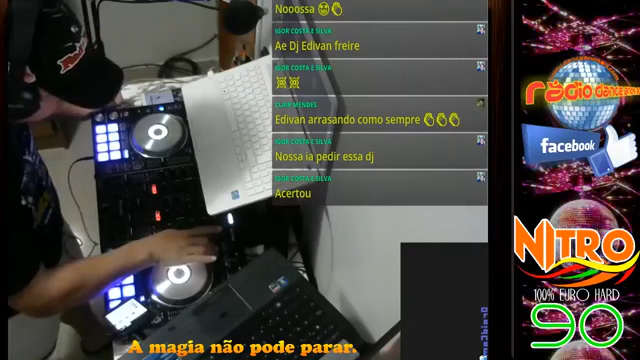 Nooossa
IGOR COSTA E SILVA
Ae Dj Edivan freire
IGOR COSTA E SILVA
CLAIR MENDES
Edivan arrasando como sempre
IGOR COSTA E SILVA
Nossa ia pedir essa dj
IGOR COSTA E SILVA
Acertou
rádio dance
facebook
NITRO
100% EURO HARD
90
A magia não pode parar.